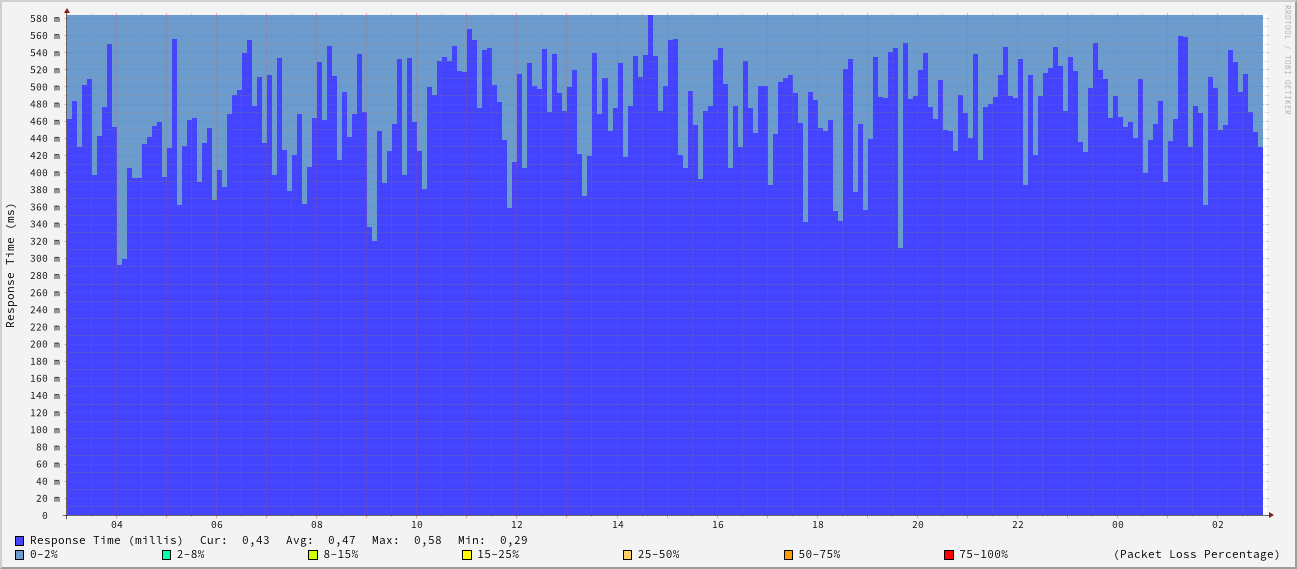 RRDTOOL / TOBI OETIKER
Response Time (ms)
580 m
560 m
540 m
520 m
500 m
480 m
460 m
440 m
420 m
400 m
380 m
360 m
340 m
320 m
300 m
280 m
260 m
240 m
220 m
200 m
180 m
160 m
140 m
120 m
100 m
80 m
60 m
40 m
20 m
0
04 06 08 10 12 14 16 18 20 22 00 02
Response Time (millis) Cur: 0,43 Avg: 0,47 Max: 0,58 Min: 0,29
0-2% 2-8% 8-15% 15-25% 25-50% 50-75% 75-100% (Packet Loss Percentage)